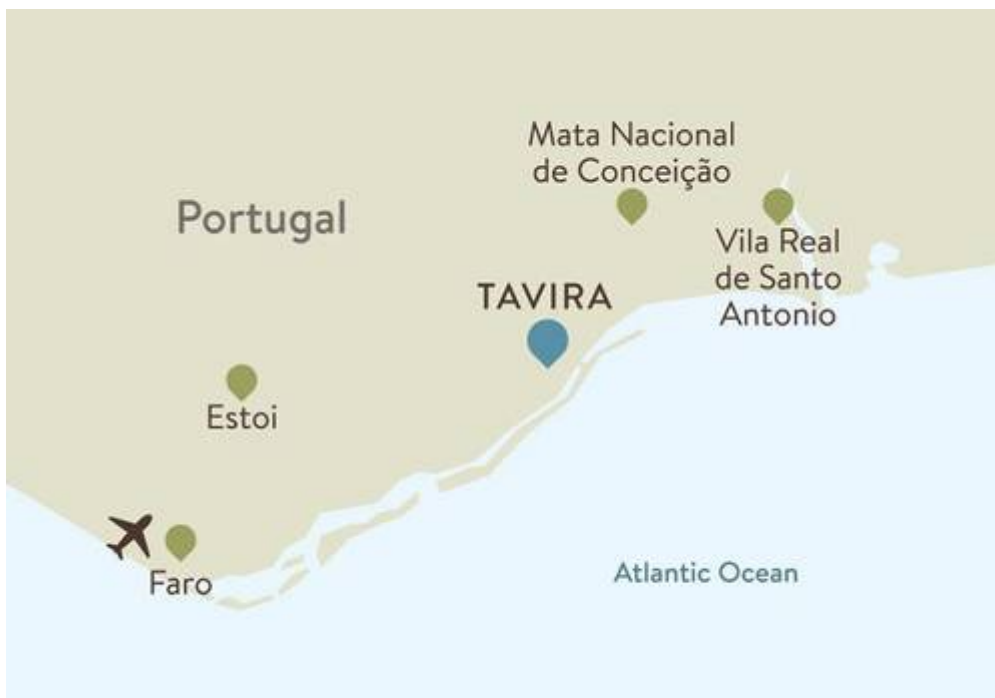 Mata Nacional
de Conceição
Portugal
Vila Real
de Santo
Antonio
TAVIRA
Estoi
Faro
Atlantic Ocean